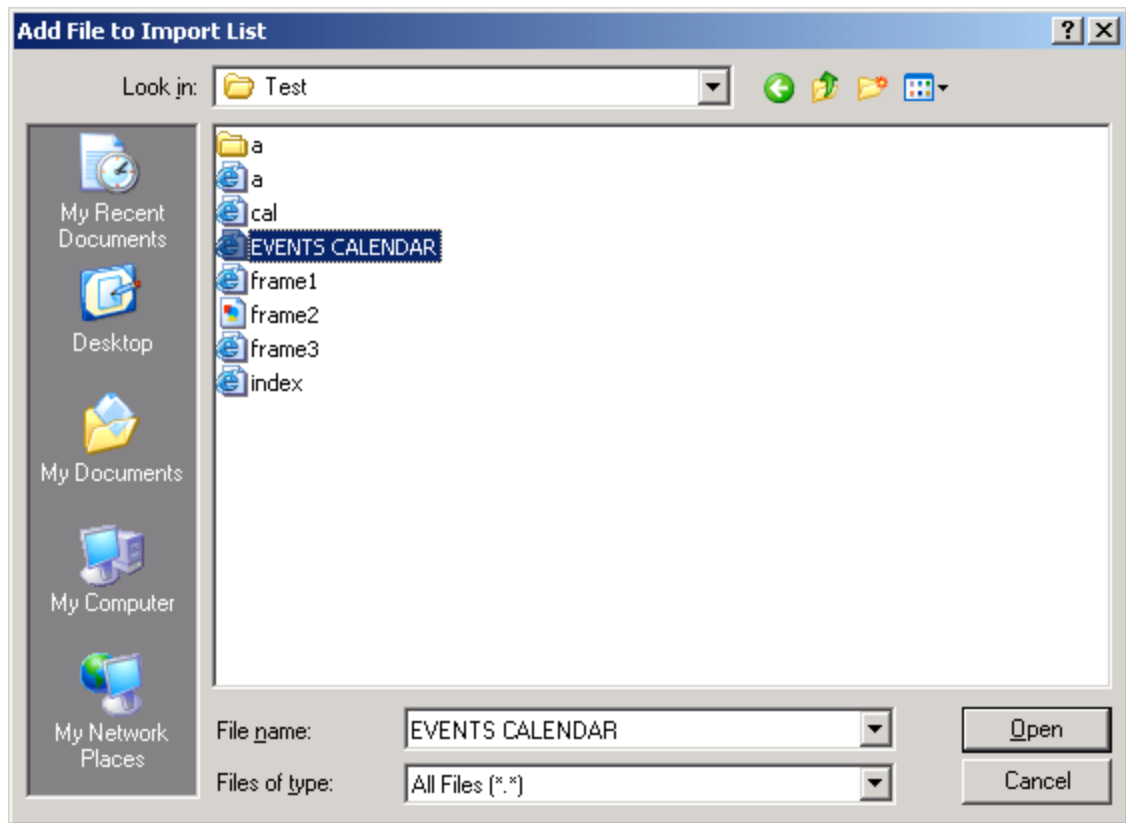 Add File to Import List
Look in:
Test
My Recent
Documents
Desktop
My Documents
My Computer
My Network
Places
a
a
cal
EVENTS CALENDAR
frame1
frame2
frame3
index
File name:
EVENTS CALENDAR
Open
Files of type:
All Files (*.*)
Cancel